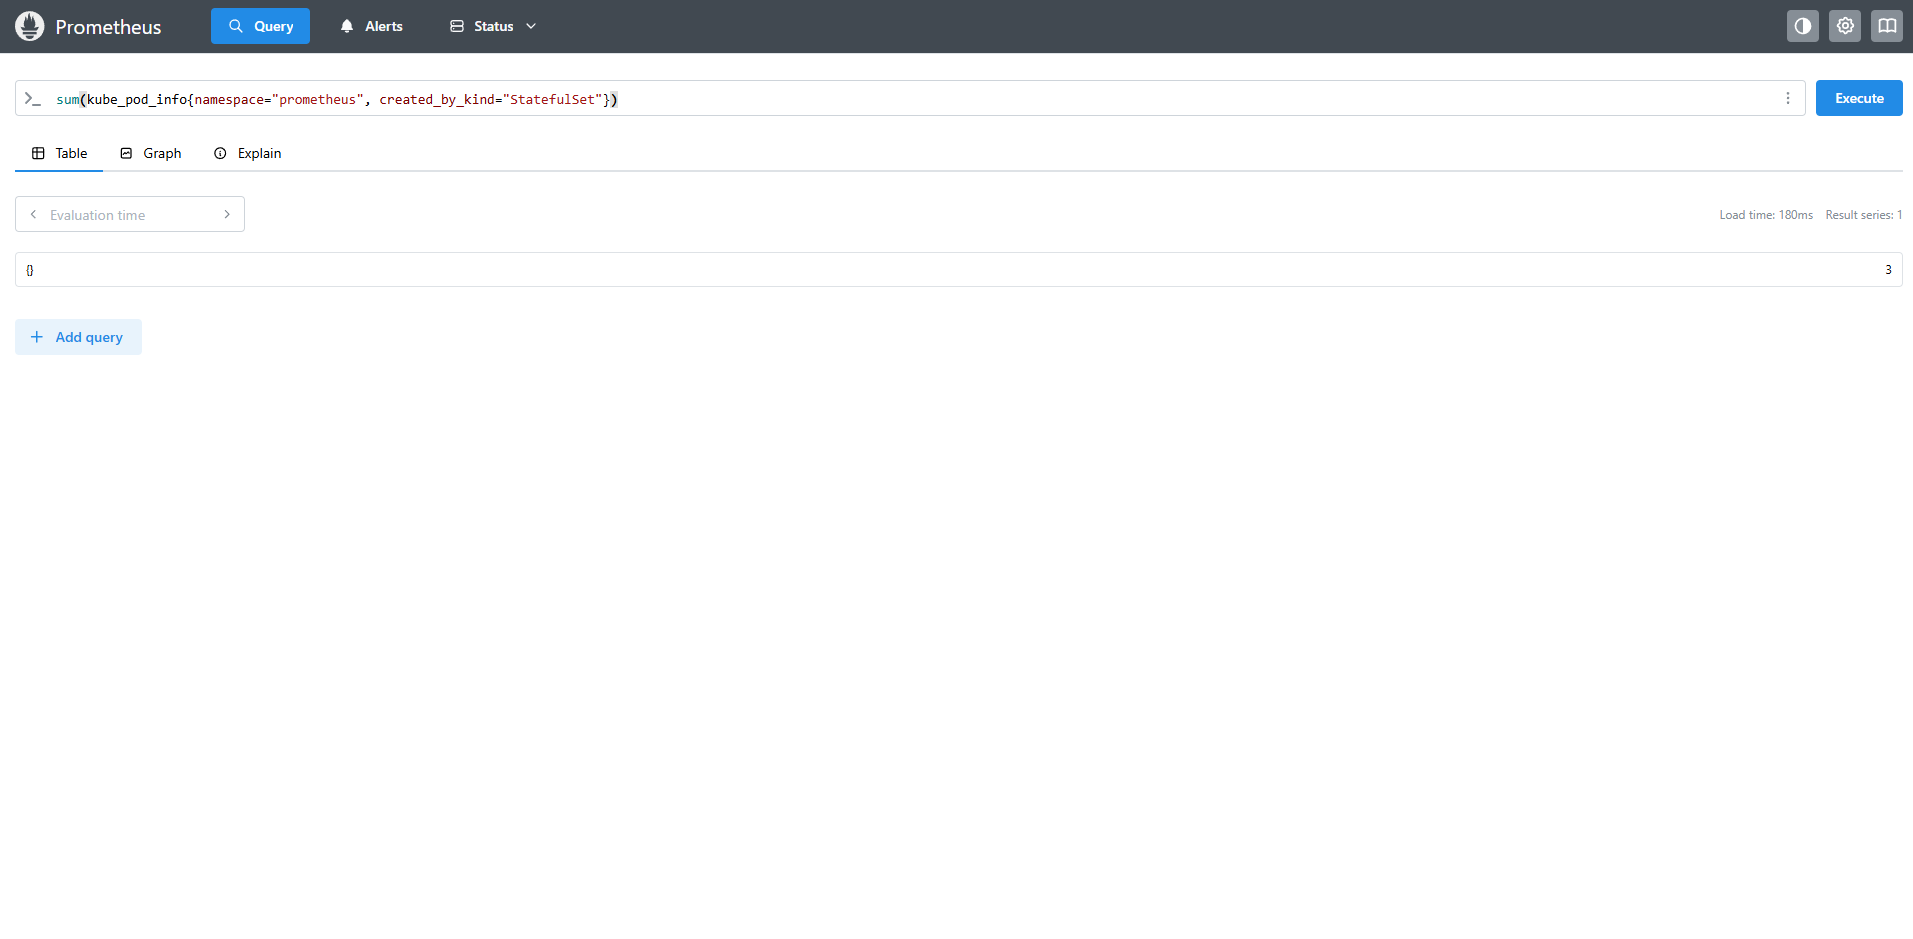 Prometheus Query Alerts Status
sum(kube_pod_info{namespace="prometheus", created_by_kind="StatefulSet"}) Execute
Table Graph Explain
Evaluation time Load time: 180ms Result series: 1
{} 3
Add query